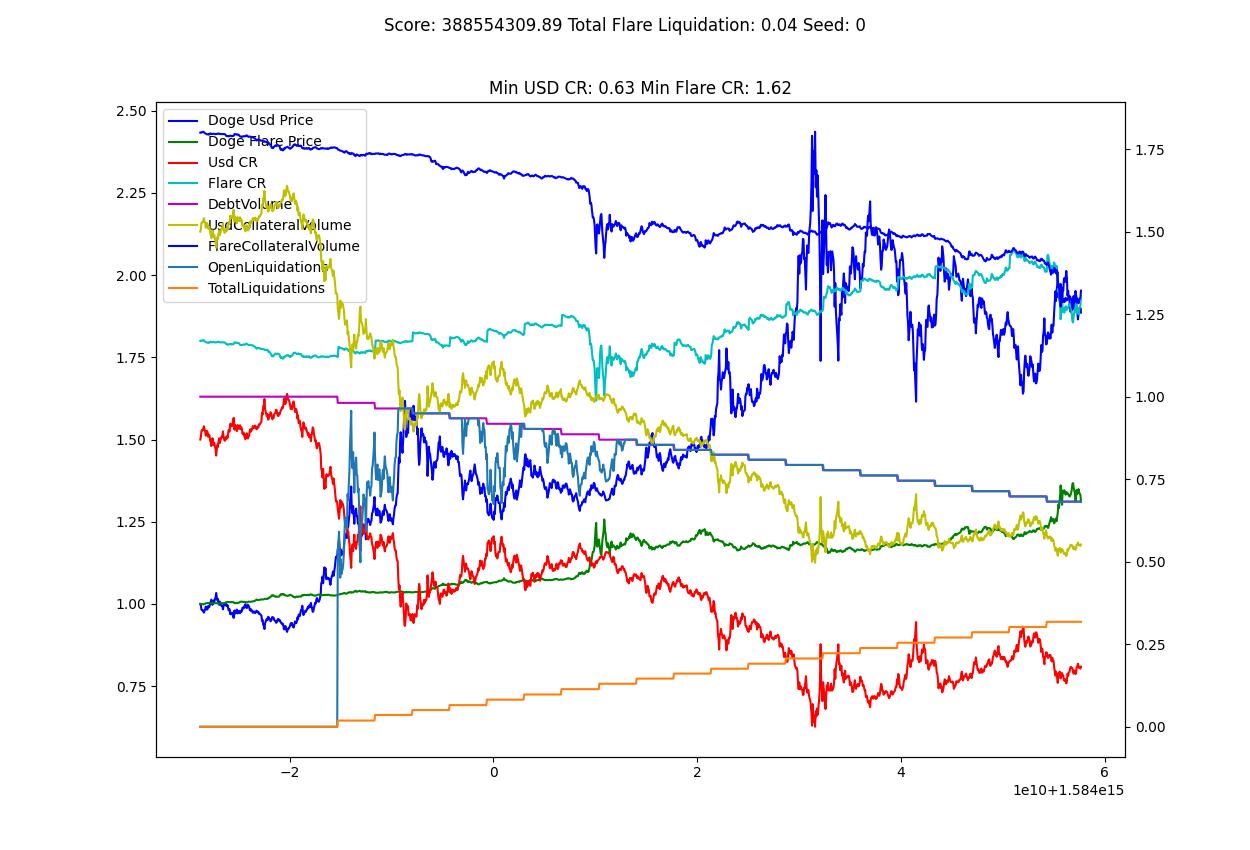 Score: 388554309.89 Total Flare Liquidation: 0.04 Seed: 0
Min USD CR: 0.63 Min Flare CR: 1.62
Doge Usd Price
Doge Flare Price
Usd CR
Flare CR
DebtVolume
UsdCollateralVolume
FlareCollateralVolume
OpenLiquidations
TotalLiquidations
2.50
2.25
2.00
1.75
1.50
1.25
1.00
0.75
1.75
1.50
1.25
1.00
0.75
0.50
0.25
0.00
−2 0 2 4 6
1e10+1.584e15